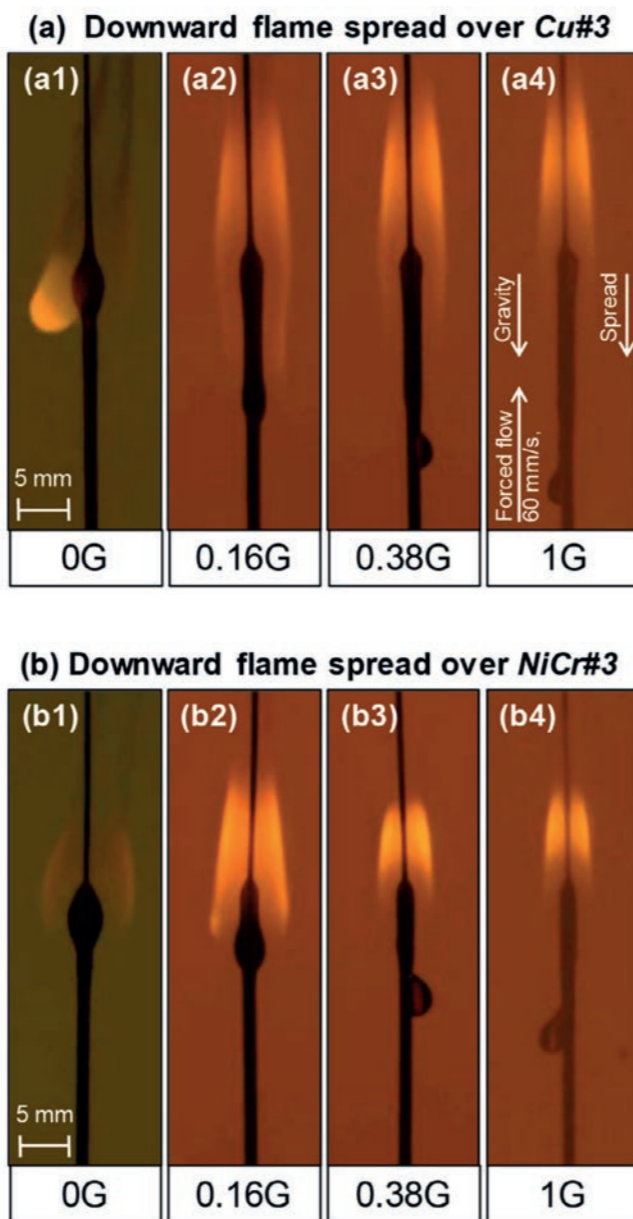 (a) Downward flame spread over Cu#3
(a1) (a2) (a3) (a4)
Gravity
Spread
Forced flow
60 mm/s,
5 mm
0G 0.16G 0.38G 1G
(b) Downward flame spread over NiCr#3
(b1) (b2) (b3) (b4)
5 mm
0G 0.16G 0.38G 1G